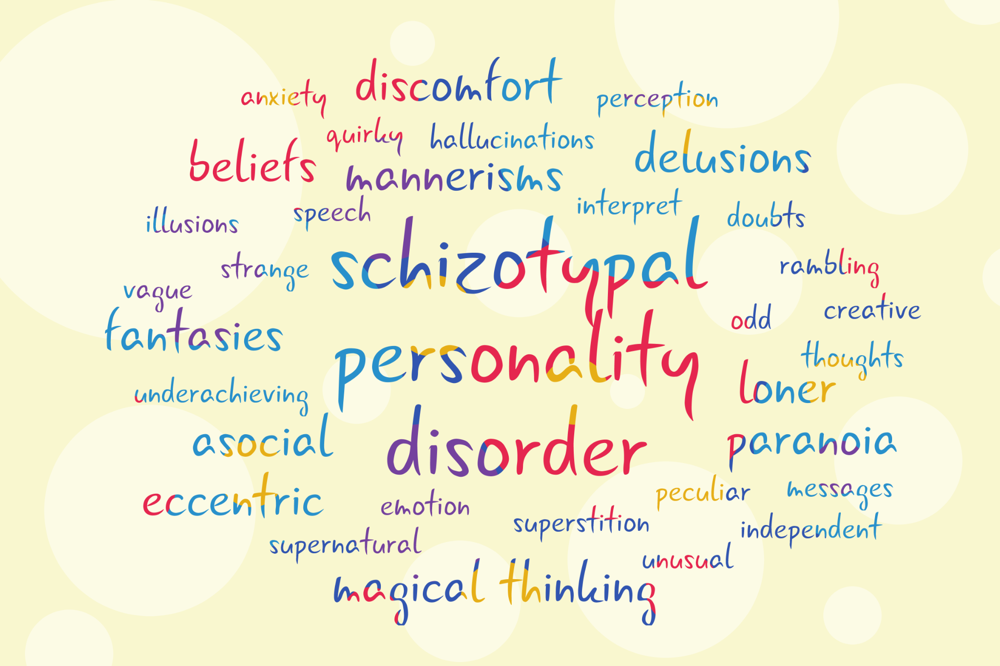 discomfort
anxiety
perception
quirky
hallucinations
beliefs
delusions
mannerisms
interpret
speech
doubts
illusions
schizotypal
strange
rambling
vague
odd
creative
fantasies
personality
thoughts
underachieving
loner
asocial
disorder
paranoia
eccentric
emotion
peculiar
messages
superstition
independent
supernatural
unusual
magical thinking